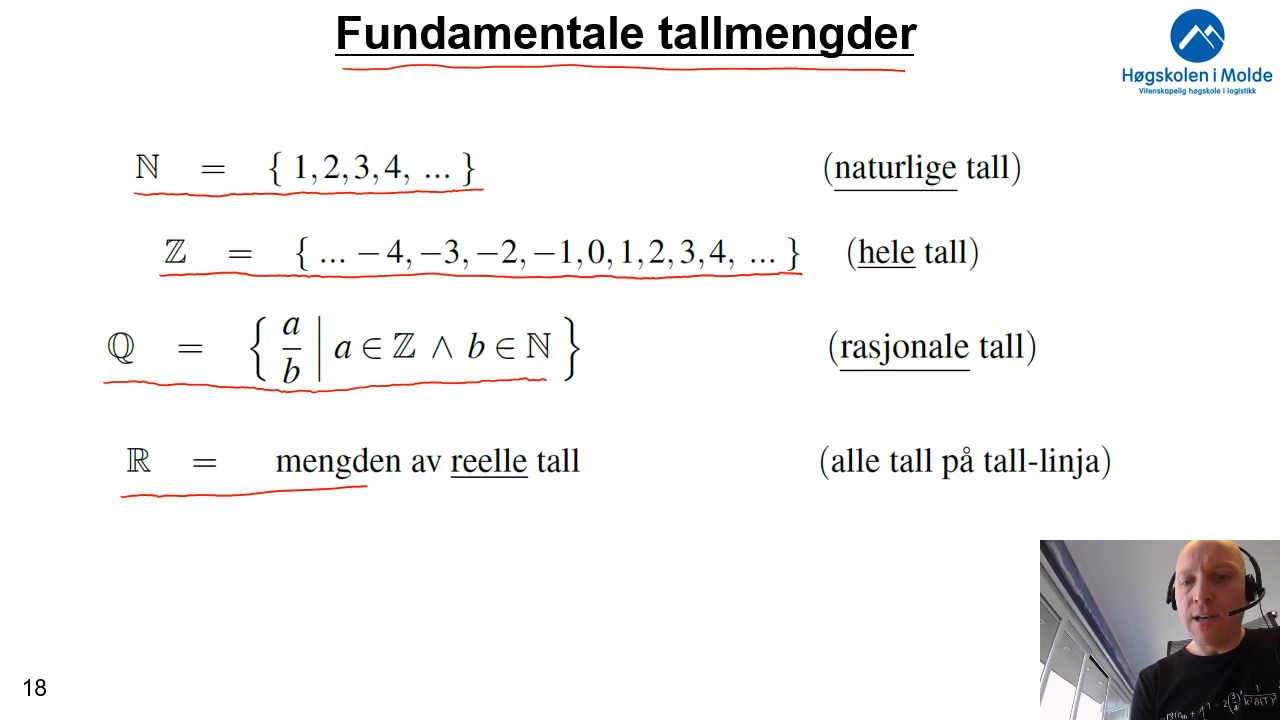 Fundamentale tallmengder
Høgskolen i Molde
Vitenskapelig høgskole i logistikk
ℕ = { 1,2,3,4, ... } (naturlige tall)
ℤ = { ... −4,−3,−2,−1,0,1,2,3,4, ... } (hele tall)
ℚ = { a/b | a ∈ ℤ ∧ b ∈ ℕ } (rasjonale tall)
ℝ = mengden av reelle tall (alle tall på tall-linja)
18